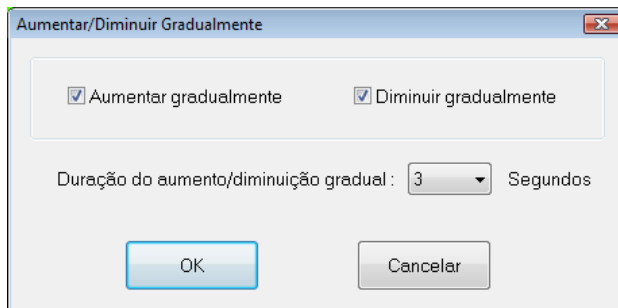 Aumentar/Diminuir Gradualmente
Aumentar gradualmente Diminuir gradualmente
Duração do aumento/diminuição gradual : 3 Segundos
OK Cancelar